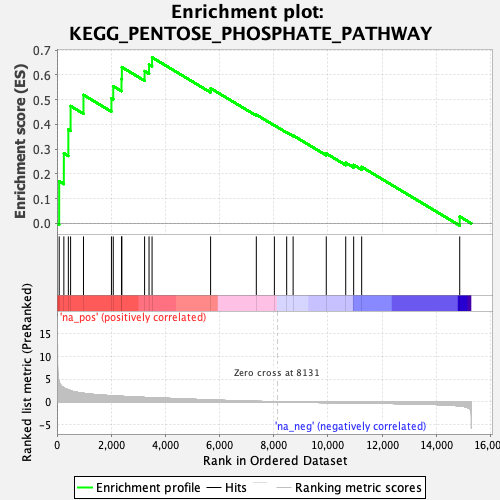 Enrichment plot:
KEGG_PENTOSE_PHOSPHATE_PATHWAY
Enrichment score (ES)
0.7
0.6
0.5
0.4
0.3
0.2
0.1
0.0
'na_pos' (positively correlated)
Ranked list metric (PreRanked)
15
10
5
0
-5
Zero cross at 8131
'na_neg' (negatively correlated)
0 2,000 4,000 6,000 8,000 10,000 12,000 14,000 16,000
Rank in Ordered Dataset
Enrichment profile Hits Ranking metric scores